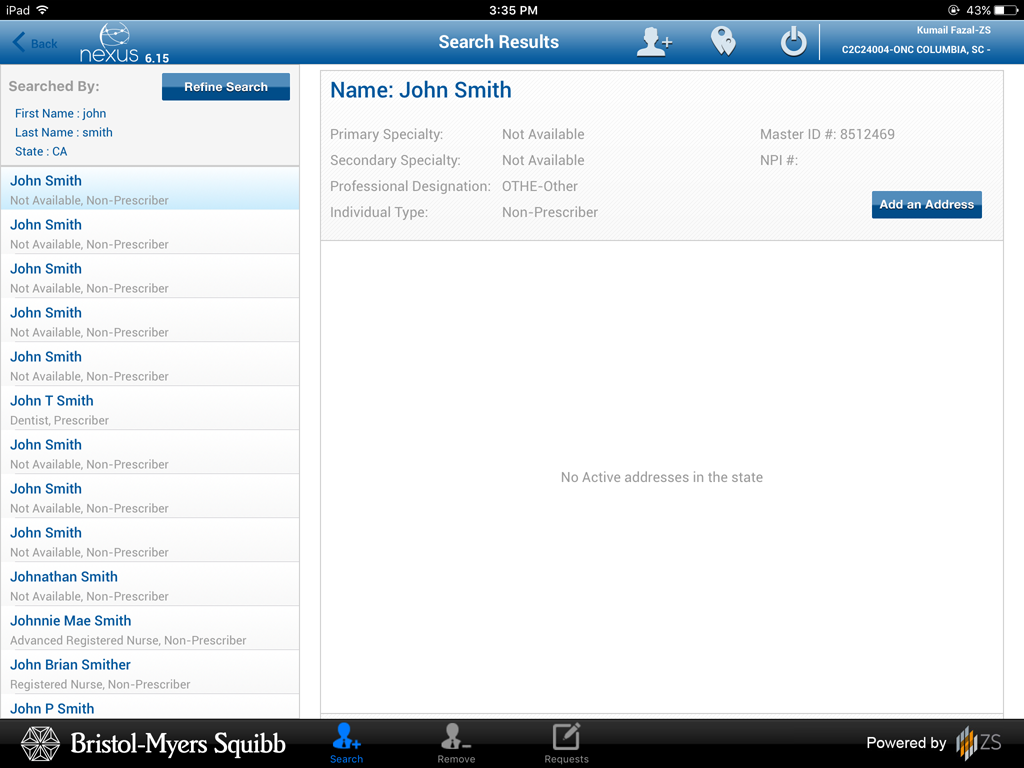 iPad 3:35 PM 43%
Back nexus 6.15 Search Results Kumail Fazal-ZS
C2C24004-ONC COLUMBIA, SC -
Searched By: Refine Search
First Name : john
Last Name : smith
State : CA
John Smith
Not Available, Non-Prescriber
John Smith
Not Available, Non-Prescriber
John Smith
Not Available, Non-Prescriber
John Smith
Not Available, Non-Prescriber
John Smith
Not Available, Non-Prescriber
John T Smith
Dentist, Prescriber
John Smith
Not Available, Non-Prescriber
John Smith
Not Available, Non-Prescriber
John Smith
Not Available, Non-Prescriber
Johnathan Smith
Not Available, Non-Prescriber
Johnnie Mae Smith
Advanced Registered Nurse, Non-Prescriber
John Brian Smither
Registered Nurse, Non-Prescriber
John P Smith
Name: John Smith
Primary Specialty: Not Available Master ID #: 8512469
Secondary Specialty: Not Available NPI #:
Professional Designation: OTHE-Other
Individual Type: Non-Prescriber
Add an Address
No Active addresses in the state
Bristol-Myers Squibb Search Remove Requests Powered by ZS